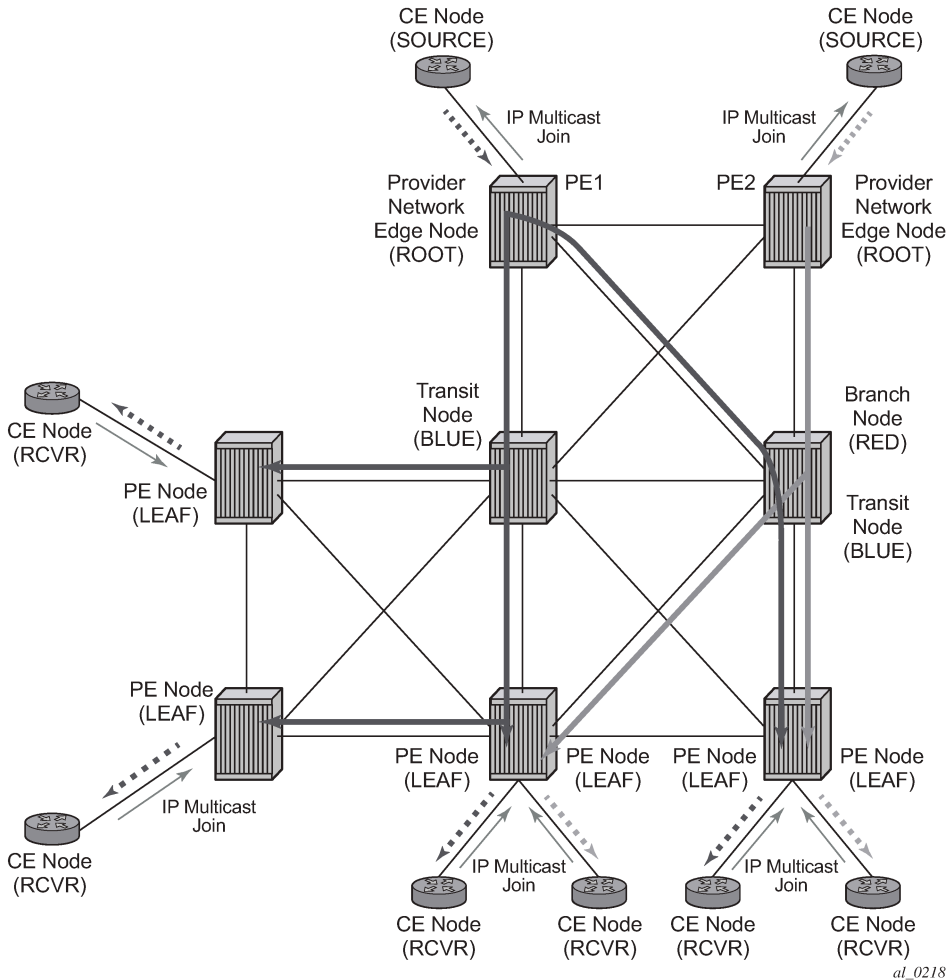 CE Node
(SOURCE)
CE Node
(SOURCE)
IP Multicast
Join
IP Multicast
Join
Provider
Network
Edge Node
(ROOT)
PE1
PE2
Provider
Network
Edge Node
(ROOT)
Transit
Node
(BLUE)
Branch
Node
(RED)
CE Node
(RCVR)
PE Node
(LEAF)
Transit
Node
(BLUE)
PE Node
(LEAF)
PE Node
(LEAF)
PE Node
(LEAF)
PE Node
(LEAF)
PE Node
(LEAF)
IP Multicast
Join
CE Node
(RCVR)
IP Multicast
Join
IP Multicast
Join
CE Node
(RCVR)
CE Node
(RCVR)
CE Node
(RCVR)
CE Node
(RCVR)
al_0218